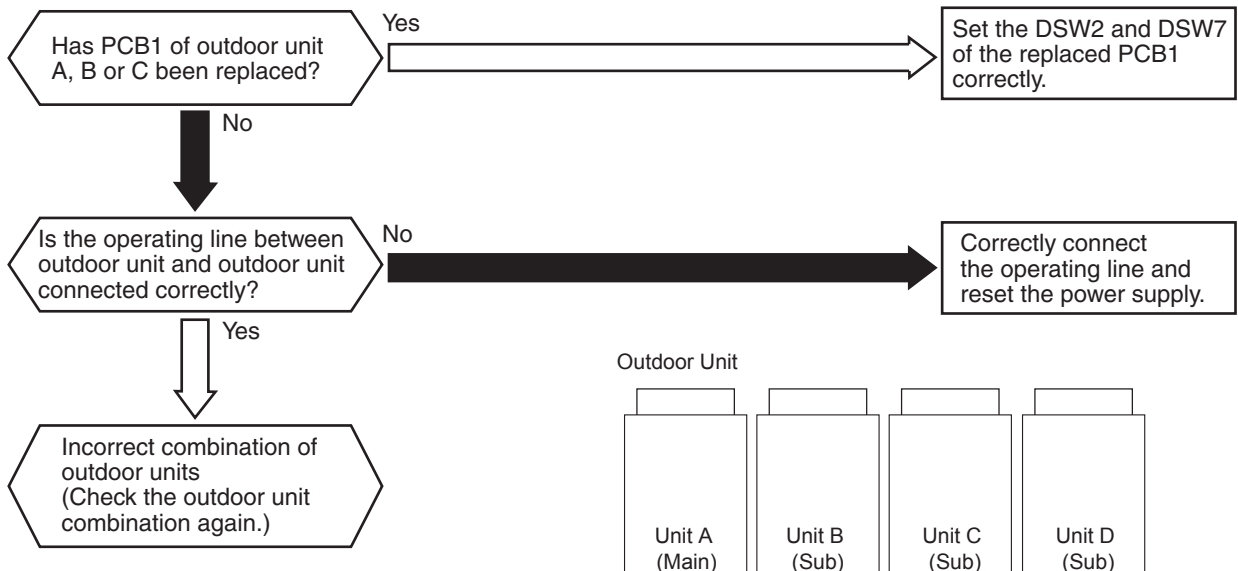 Has PCB1 of outdoor unit
A, B or C been replaced?
Yes
Set the DSW2 and DSW7
of the replaced PCB1
correctly.
No
Is the operating line between
outdoor unit and outdoor unit
connected correctly?
No
Correctly connect
the operating line and
reset the power supply.
Yes
Incorrect combination of
outdoor units
(Check the outdoor unit
combination again.)
Outdoor Unit
Unit A
(Main)
Unit B
(Sub)
Unit C
(Sub)
Unit D
(Sub)